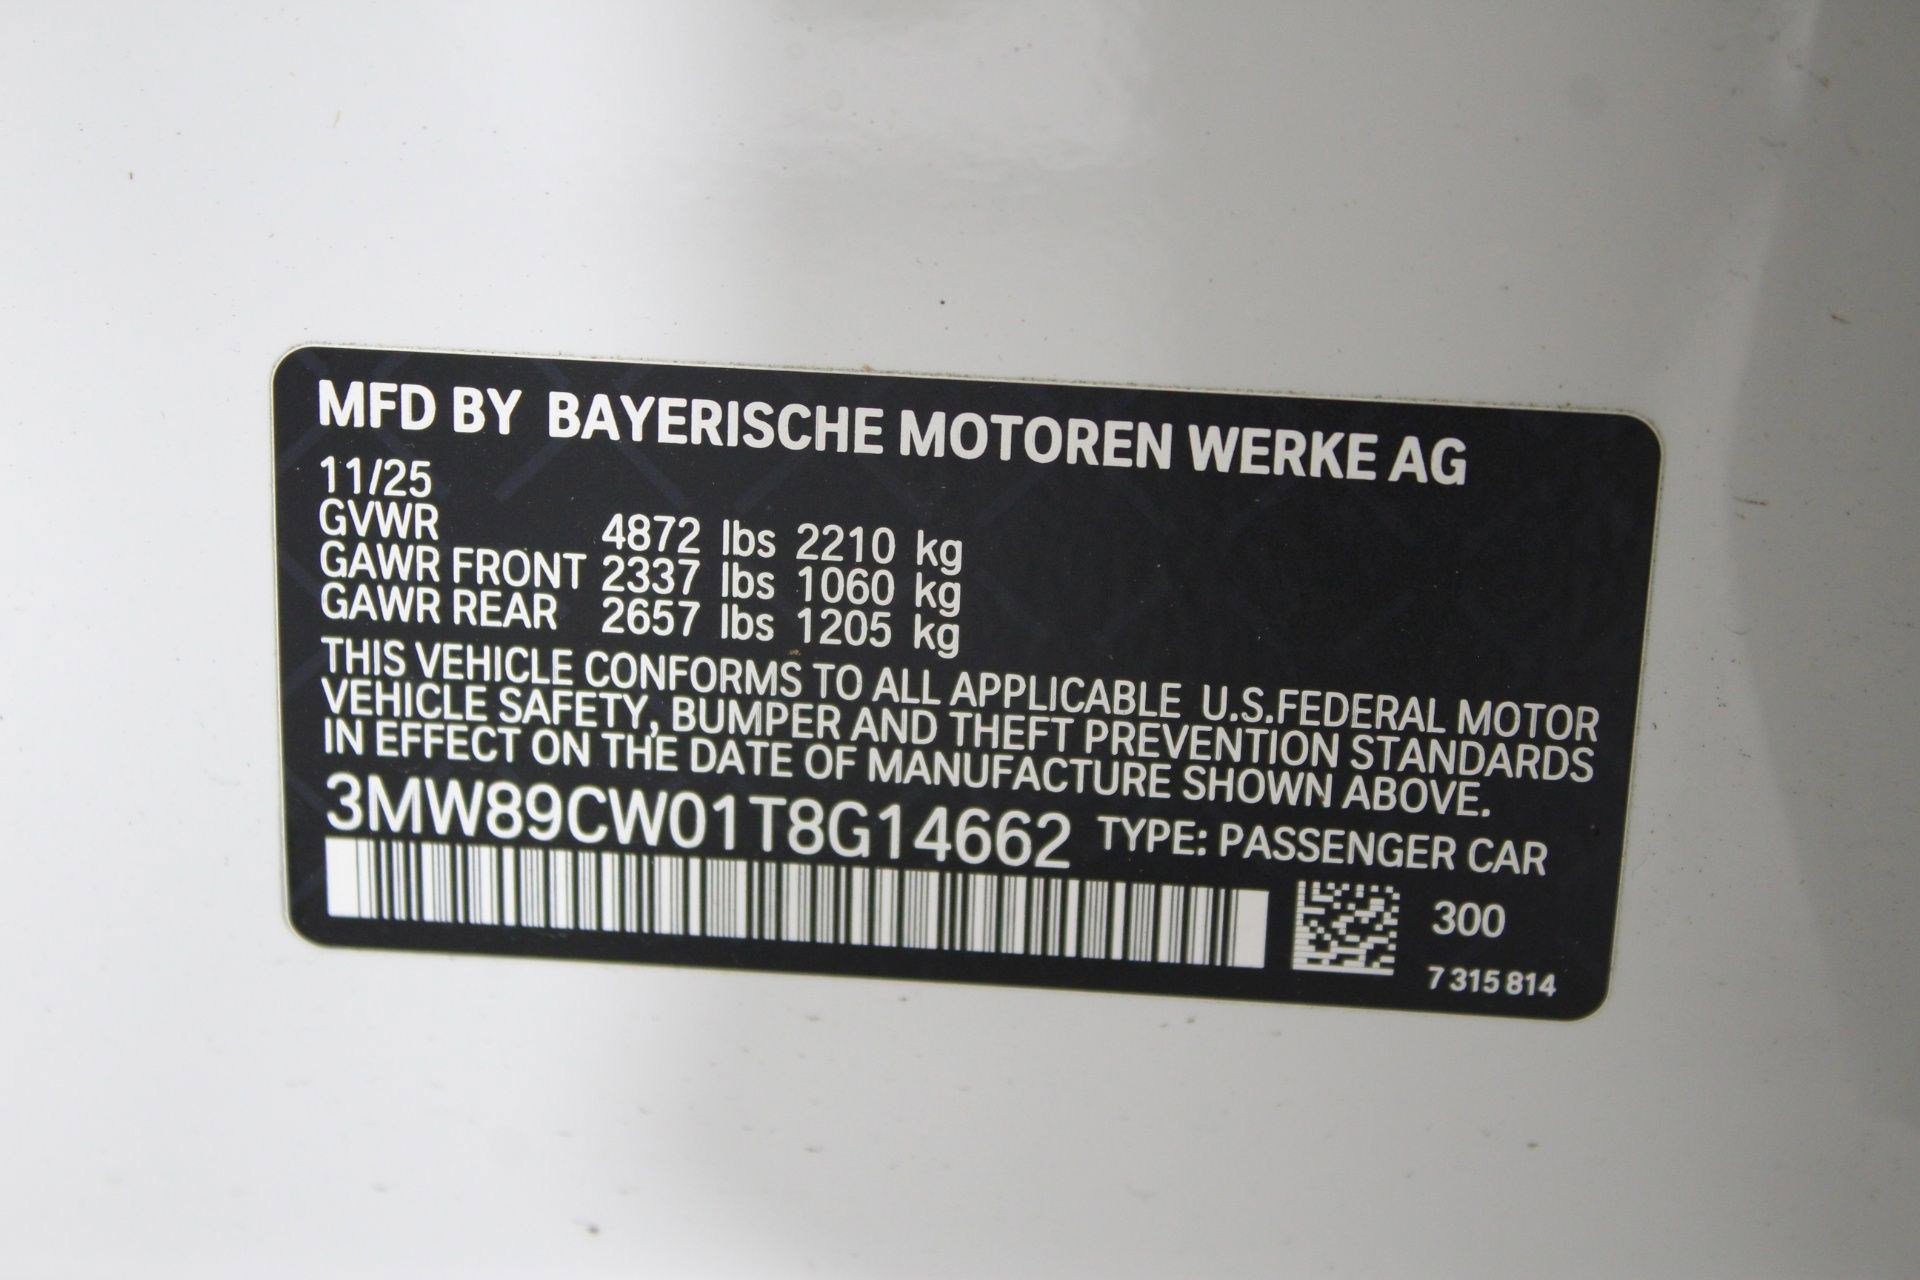 MFD BY BAYERISCHE MOTOREN WERKE AG
11/25
GVWR 4872 lbs 2210 kg
GAWR FRONT 2337 lbs 1060 kg
GAWR REAR 2657 lbs 1205 kg
THIS VEHICLE CONFORMS TO ALL APPLICABLE U.S.FEDERAL MOTOR
VEHICLE SAFETY, BUMPER AND THEFT PREVENTION STANDARDS
IN EFFECT ON THE DATE OF MANUFACTURE SHOWN ABOVE.
3MW89CW01T8G14662 TYPE: PASSENGER CAR
300
7 315 814